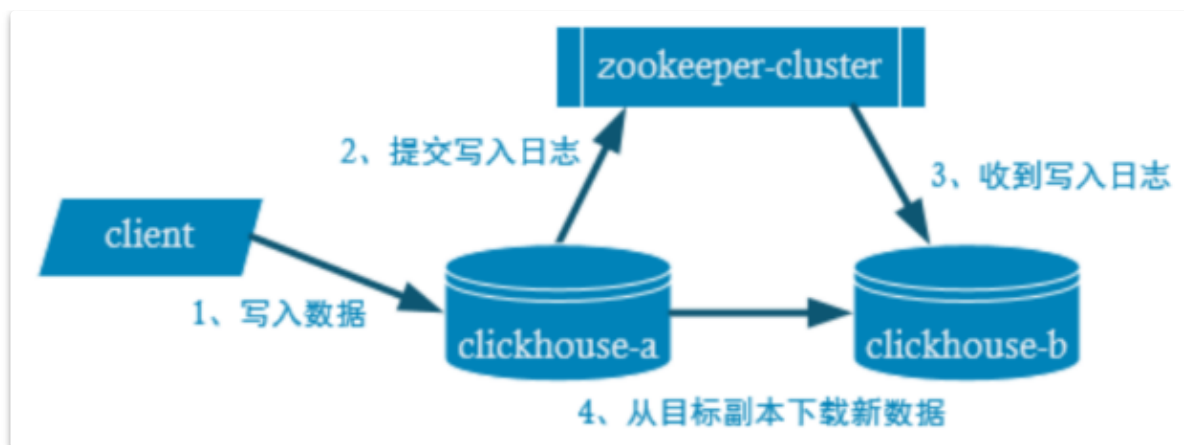 zookeeper-cluster
2、提交写入日志
3、收到写入日志
client
1、写入数据
clickhouse-a
clickhouse-b
4、从目标副本下载新数据